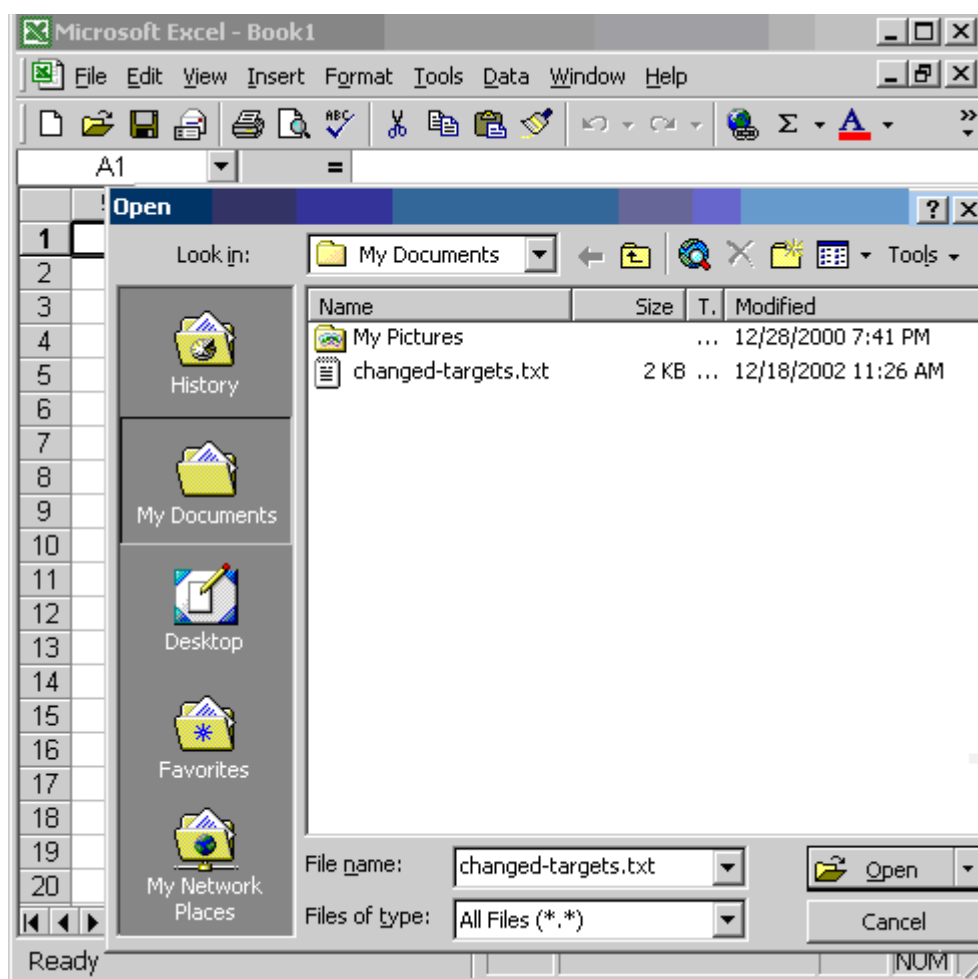 Microsoft Excel - Book1
File Edit View Insert Format Tools Data Window Help
ABC Σ A »
A1 =
Open ?
1
Look in: My Documents Tools
2
3 Name Size T. Modified
My Pictures ... 12/28/2000 7:41 PM
4
changed-targets.txt 2 KB ... 12/18/2002 11:26 AM
5
History
6
7
8
9
My Documents
10
11
12
13
Desktop
14
15
16
Favorites
17
18
19
File name: changed-targets.txt Open
20
My Network
Places
Files of type: All Files (*.*) Cancel
Ready NUM